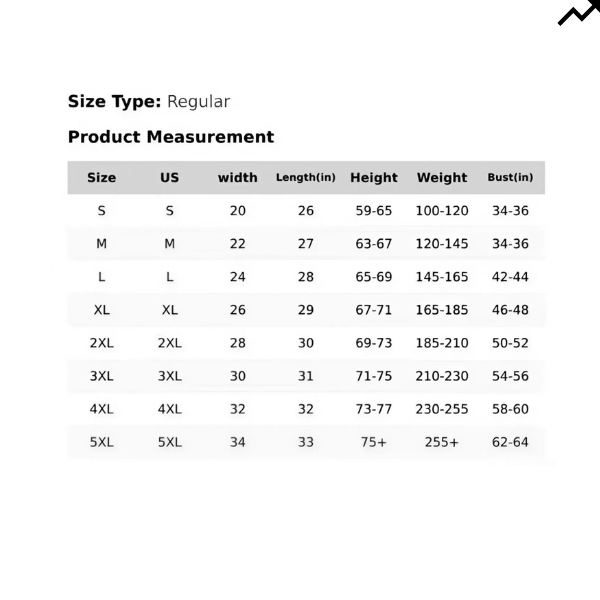 Size Type: Regular
Product Measurement
Size US width Length(in) Height Weight Bust(in)
S S 20 26 59-65 100-120 34-36
M M 22 27 63-67 120-145 34-36
L L 24 28 65-69 145-165 42-44
XL XL 26 29 67-71 165-185 46-48
2XL 2XL 28 30 69-73 185-210 50-52
3XL 3XL 30 31 71-75 210-230 54-56
4XL 4XL 32 32 73-77 230-255 58-60
5XL 5XL 34 33 75+ 255+ 62-64